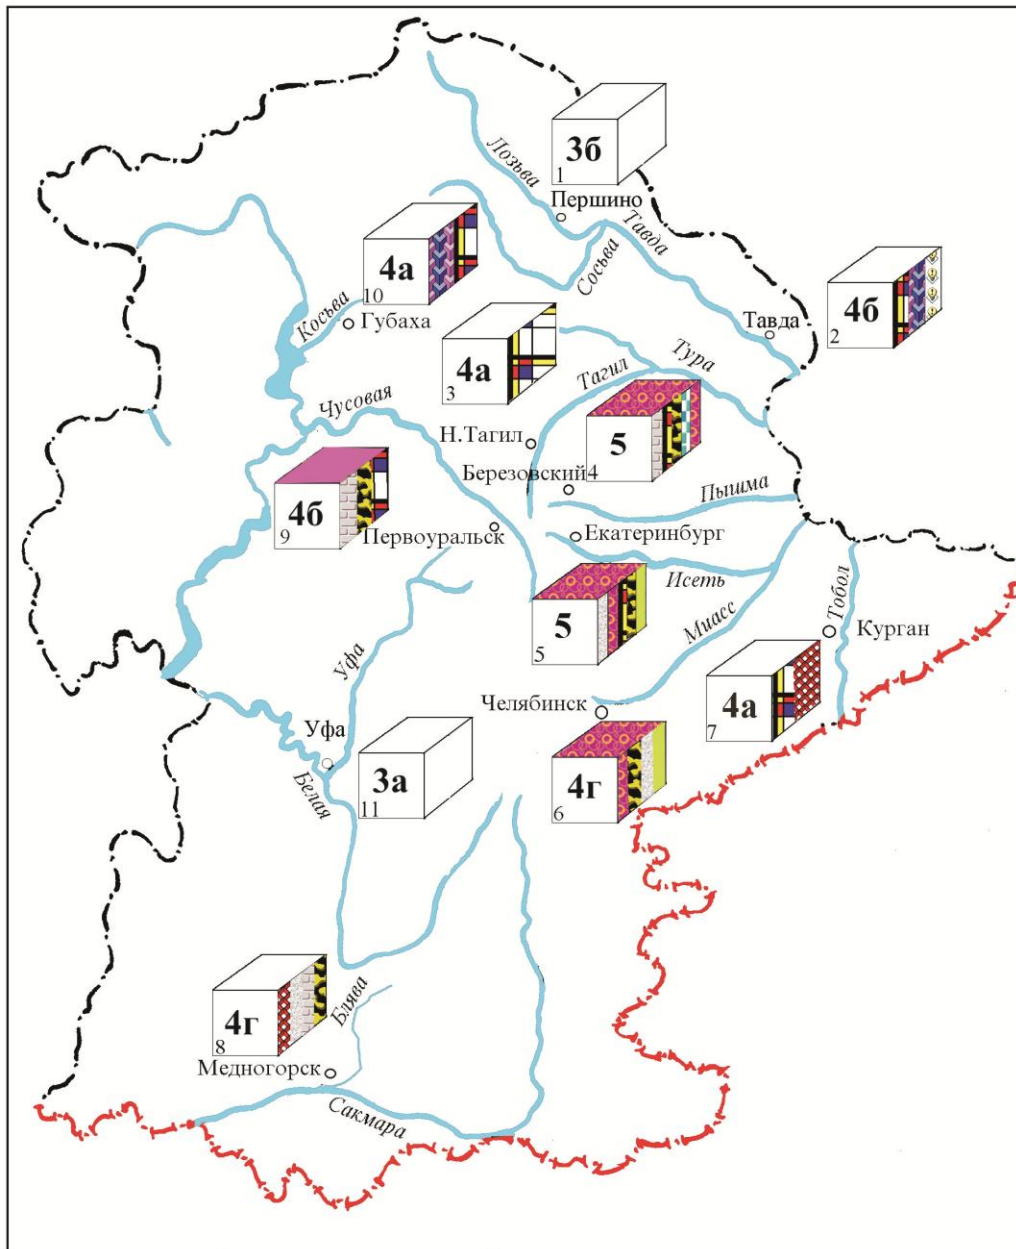 3б
1
Лозьва
Першино
Тавда
Сосьва
4а
10
Косьва
Губаха
4б
2
Тавда
4а
3
Тагил
Тура
Чусовая
Н.Тагил
5
4
Березовский
Пышма
4б
9
Первоуральск
Екатеринбург
Исеть
5
5
Миасс
Тобол
Курган
Уфа
4а
7
Челябинск
Уфа
Белая
3а
11
4г
6
4г
8
Блява
Медногорск
Сакмара